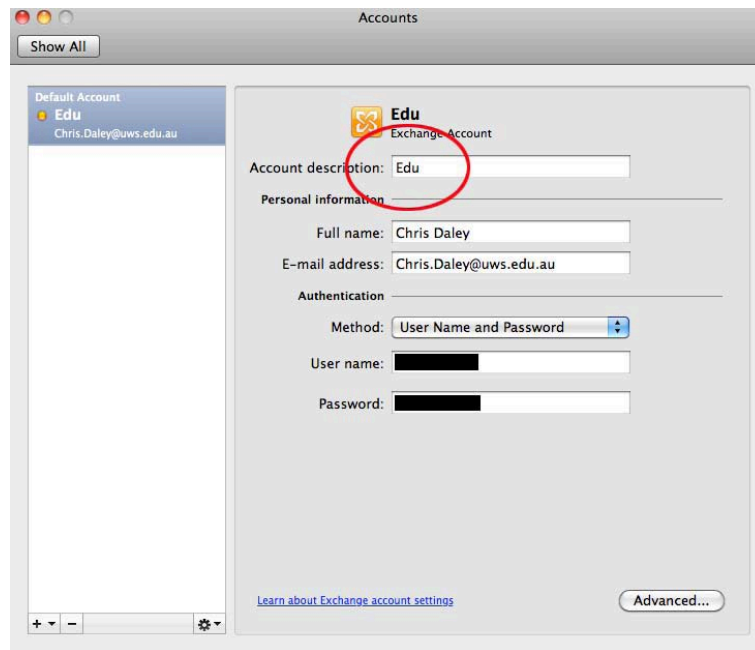 Accounts
Show All
Default Account
Edu
Chris.Daley@uws.edu.au
Edu
Exchange Account
Account description: Edu
Personal information
Full name: Chris Daley
E-mail address: Chris.Daley@uws.edu.au
Authentication
Method: User Name and Password
User name:
Password:
Learn about Exchange account settings
Advanced...